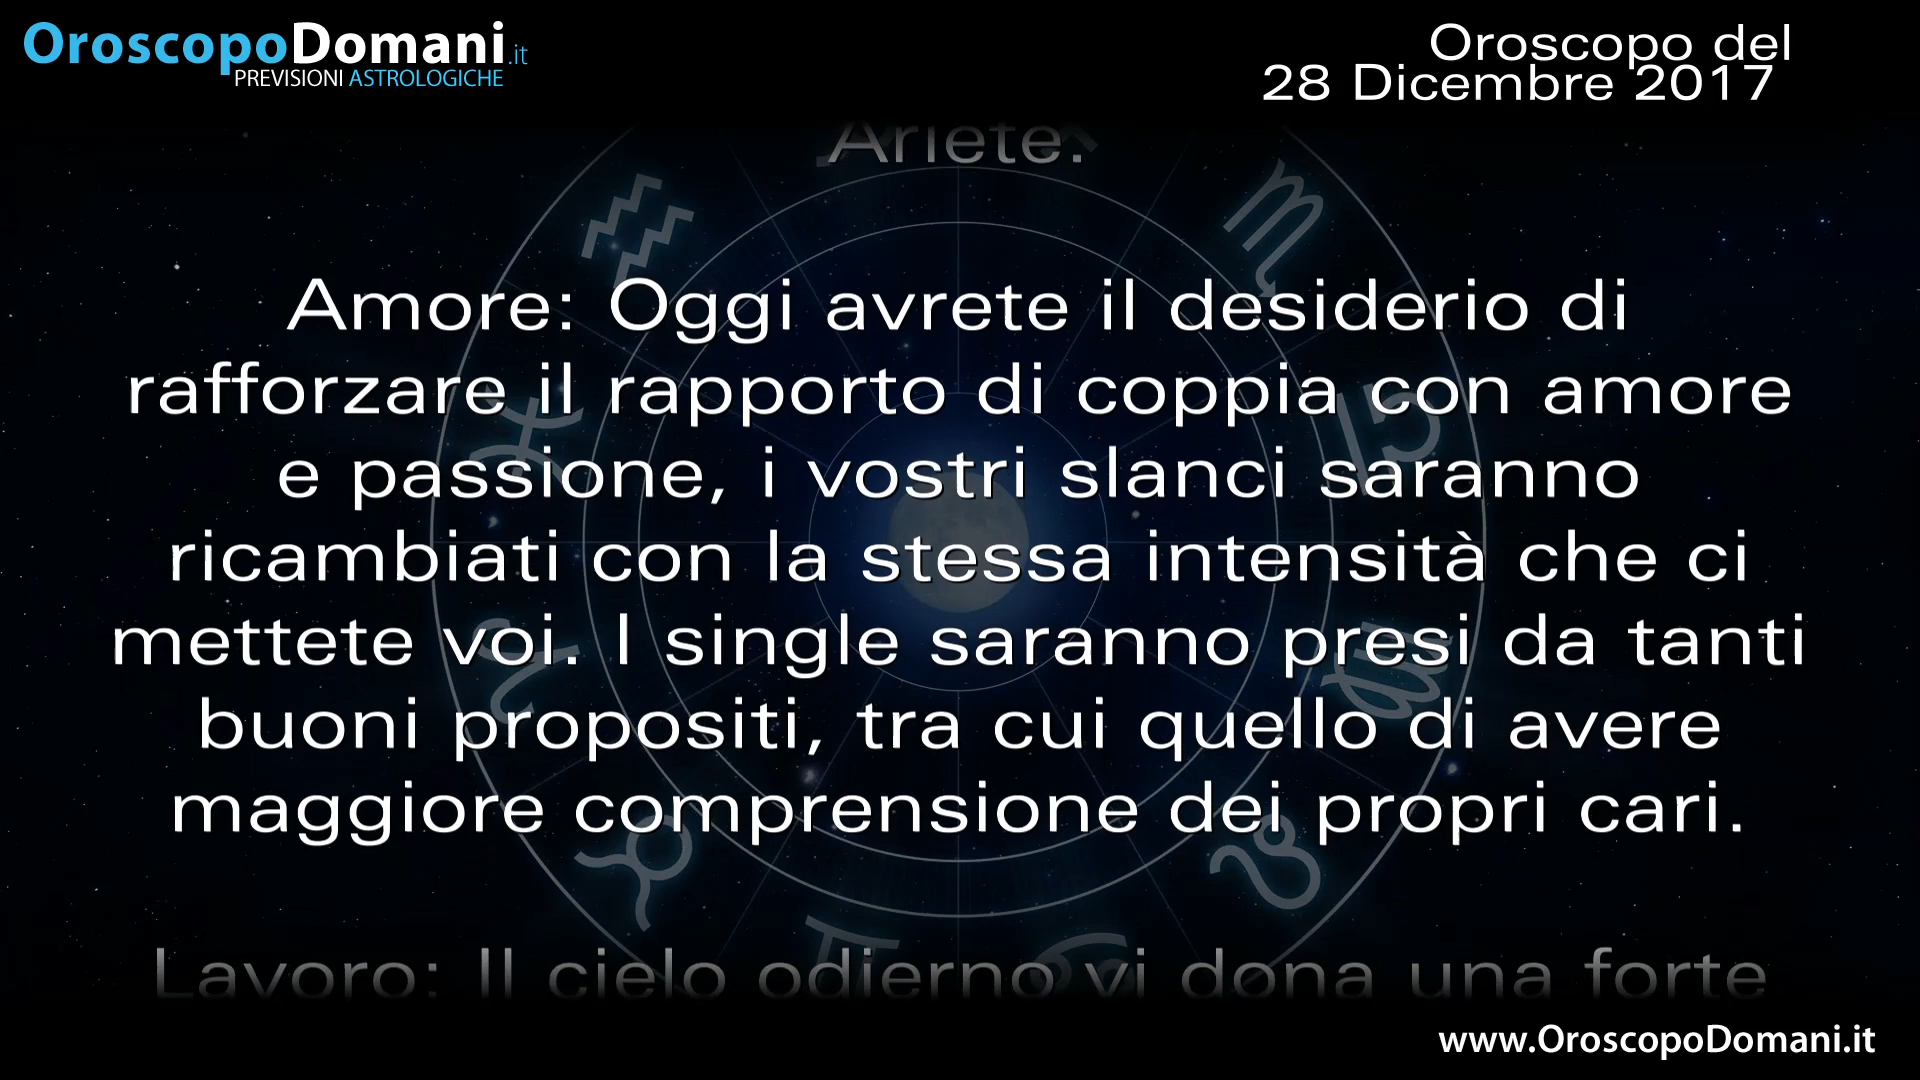 OroscopoDomani.it
PREVISIONI ASTROLOGICHE
Oroscopo del
28 Dicembre 2017
Ariete.
Amore: Oggi avrete il desiderio di
rafforzare il rapporto di coppia con amore
e passione, i vostri slanci saranno
ricambiati con la stessa intensità che ci
mettete voi. I single saranno presi da tanti
buoni propositi, tra cui quello di avere
maggiore comprensione dei propri cari.
Lavoro: Il cielo odierno vi dona una forte
www.OroscopoDomani.it